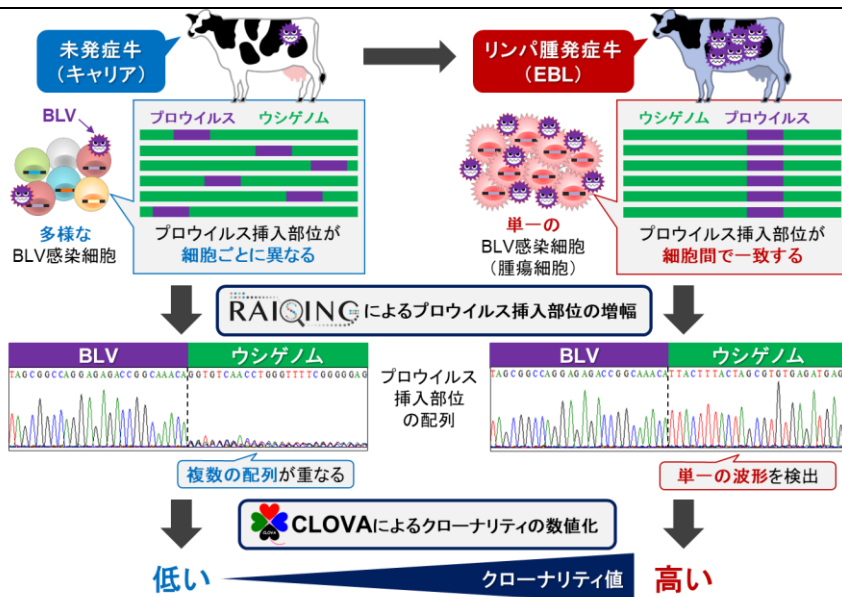 未発症牛
(キャリア)
リンパ腫発症牛
(EBL)
BLV
プロウイルス ウシゲノム
ウシゲノム プロウイルス
多様な
BLV感染細胞
プロウイルス挿入部位が
細胞ごとに異なる
単一の
BLV感染細胞
(腫瘍細胞)
プロウイルス挿入部位が
細胞間で一致する
RAISINGによるプロウイルス挿入部位の増幅
BLV ウシゲノム
TAGCGGCCAGGAGAGACCGGCAAACAGGTGTCAACCTGGGTTTTCGGGGGAG
プロウイルス
挿入部位
の配列
BLV ウシゲノム
TAGCGGCCAGGAGAGACCGGCAAACATTACTTTACTAGCGTGTGAGATGAG
複数の配列が重なる
単一の波形を検出
CLOVAによるクローナリティの数値化
CLOVA
低い
クローナリティ値
高い